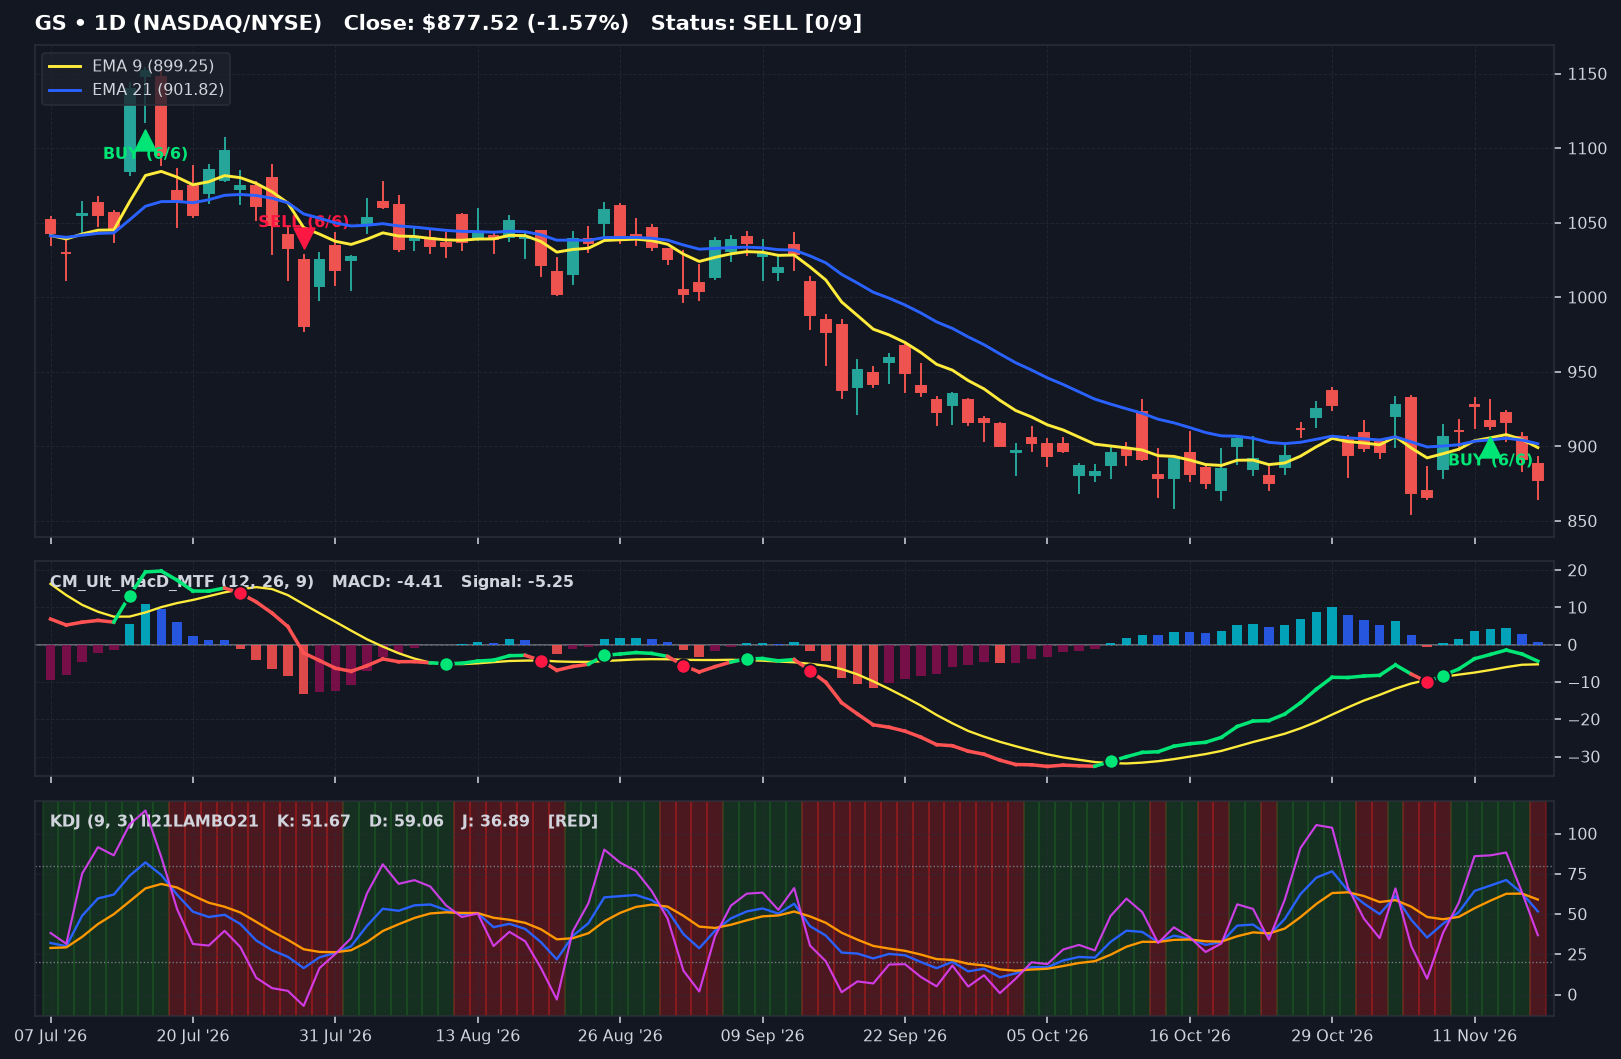 GS • 1D (NASDAQ/NYSE) Close: $877.52 (-1.57%) Status: SELL [0/9]
EMA 9 (899.25)
EMA 21 (901.82)
BUY (6/6)
SELL (6/6)
BUY (6/6)
1150
1100
1050
1000
950
900
850
CM_Ult_MacD_MTF (12, 26, 9) MACD: -4.41 Signal: -5.25
20
10
0
−10
−20
−30
KDJ (9, 3) ll21LAMBO21 K: 51.67 D: 59.06 J: 36.89 [RED]
100
75
50
25
0
07 Jul '26
20 Jul '26
31 Jul '26
13 Aug '26
26 Aug '26
09 Sep '26
22 Sep '26
05 Oct '26
16 Oct '26
29 Oct '26
11 Nov '26